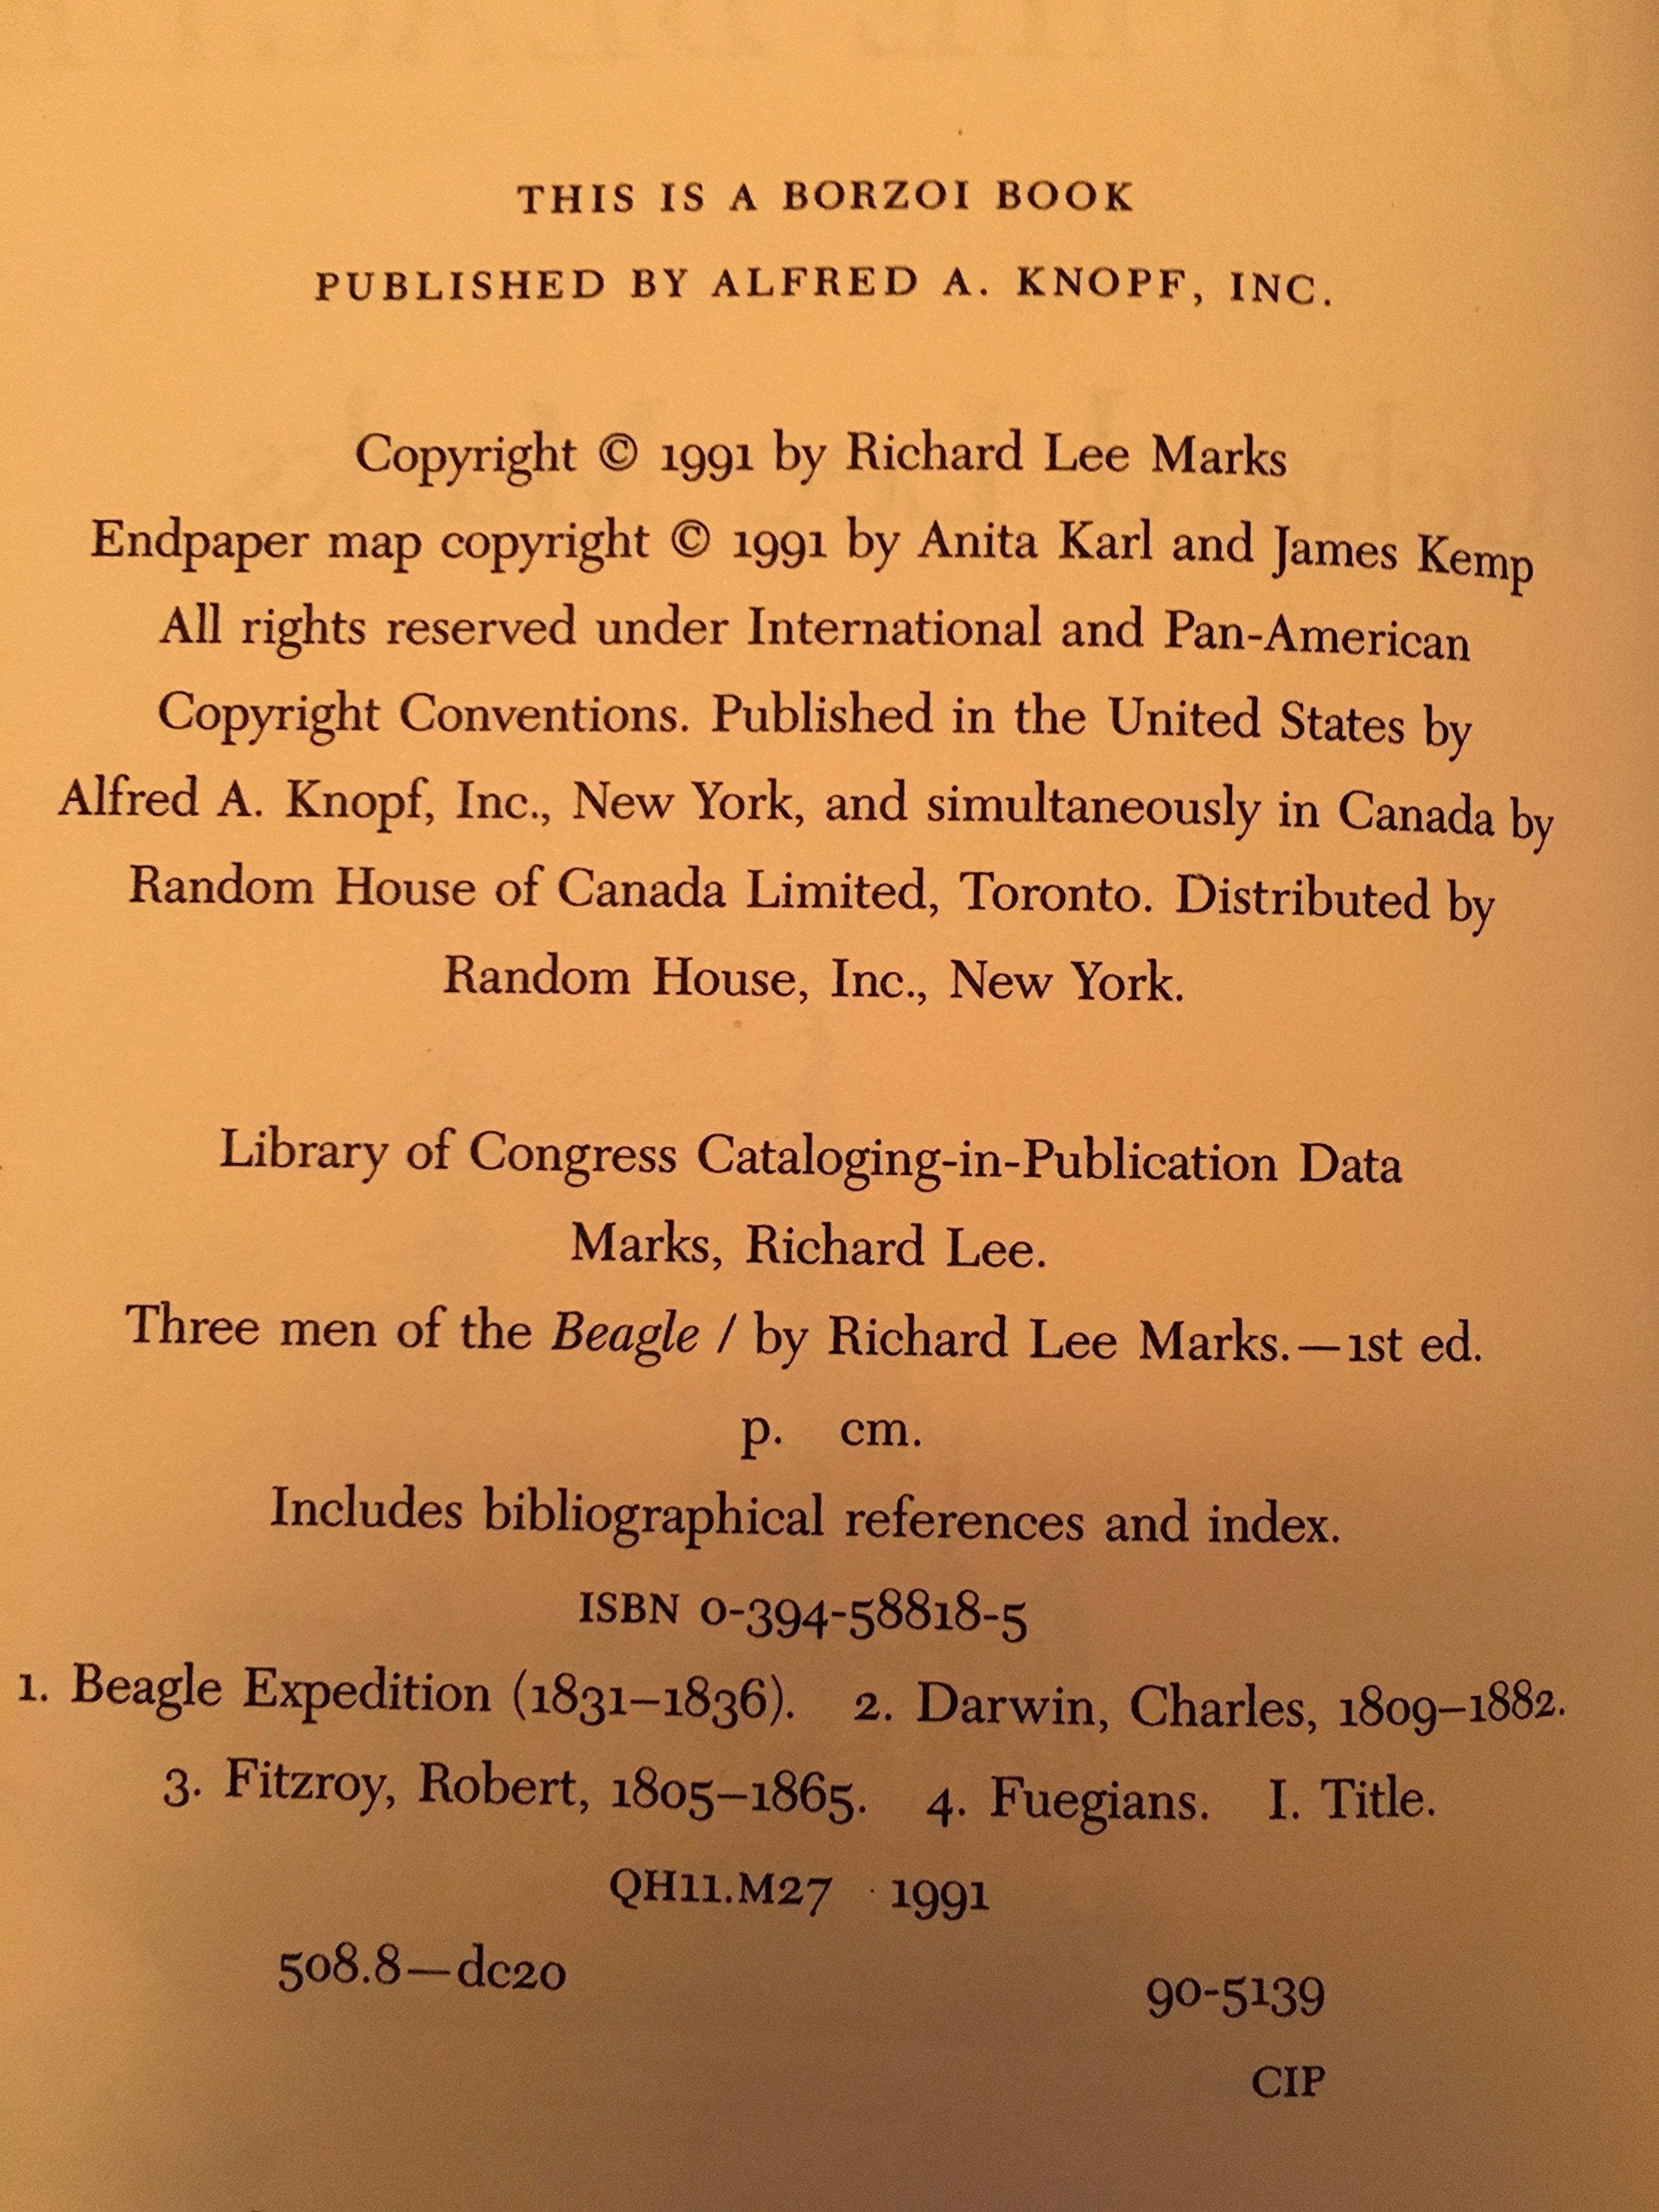 THIS IS A BORZOI BOOK
PUBLISHED BY ALFRED A. KNOPF, INC.
Copyright © 1991 by Richard Lee Marks
Endpaper map copyright © 1991 by Anita Karl and James Kemp
All rights reserved under International and Pan-American
Copyright Conventions. Published in the United States by
Alfred A. Knopf, Inc., New York, and simultaneously in Canada by
Random House of Canada Limited, Toronto. Distributed by
Random House, Inc., New York.
Library of Congress Cataloging-in-Publication Data
Marks, Richard Lee.
Three men of the Beagle / by Richard Lee Marks.—1st ed.
p. cm.
Includes bibliographical references and index.
ISBN 0-394-58818-5
1. Beagle Expedition (1831–1836). 2. Darwin, Charles, 1809–1882.
3. Fitzroy, Robert, 1805–1865. 4. Fuegians. I. Title.
QH11.M27 1991
508.8—dc20 90-5139
CIP